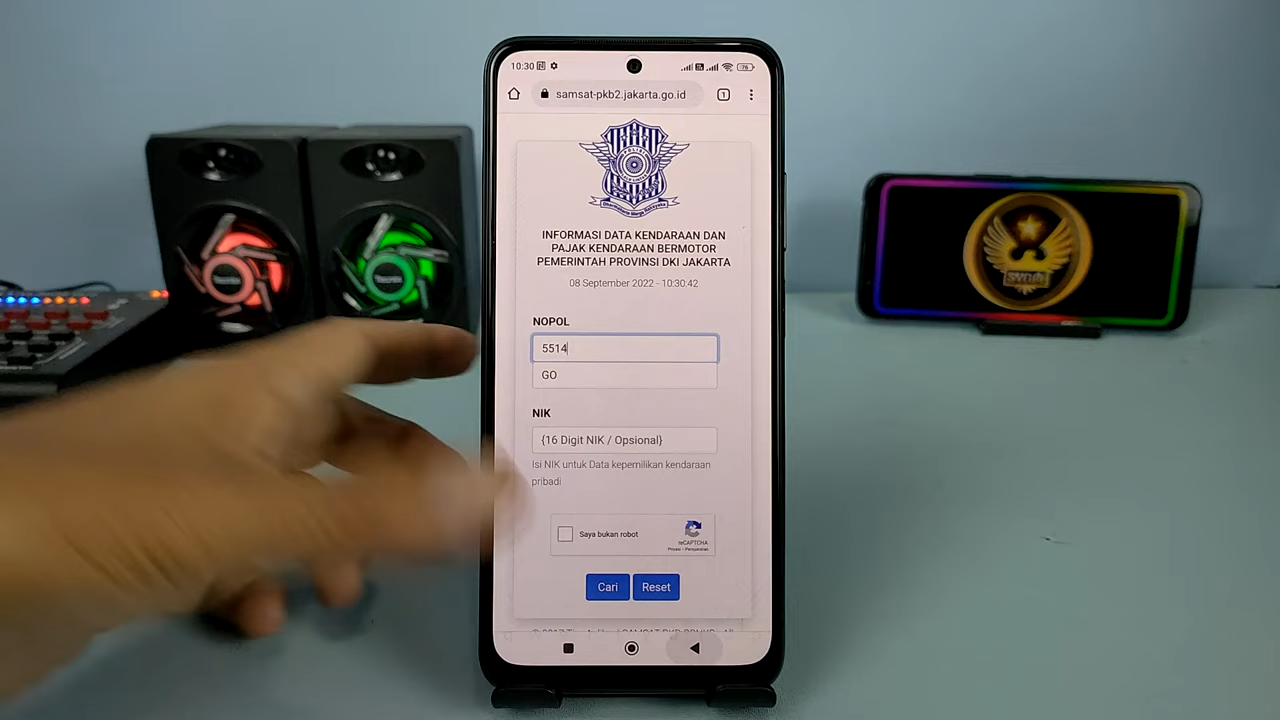 10:30
76
samsat-pkb2.jakarta.go.id
1
INFORMASI DATA KENDARAAN DAN
PAJAK KENDARAAN BERMOTOR
PEMERINTAH PROVINSI DKI JAKARTA
08 September 2022 - 10:30.42
NOPOL
5514
GO
NIK
{16 Digit NIK / Opsional}
Isi NIK untuk Data kepemilikan kendaraan
pribadi
Saya bukan robot
reCAPTCHA
Privasi - Persyaratan
Cari
Reset